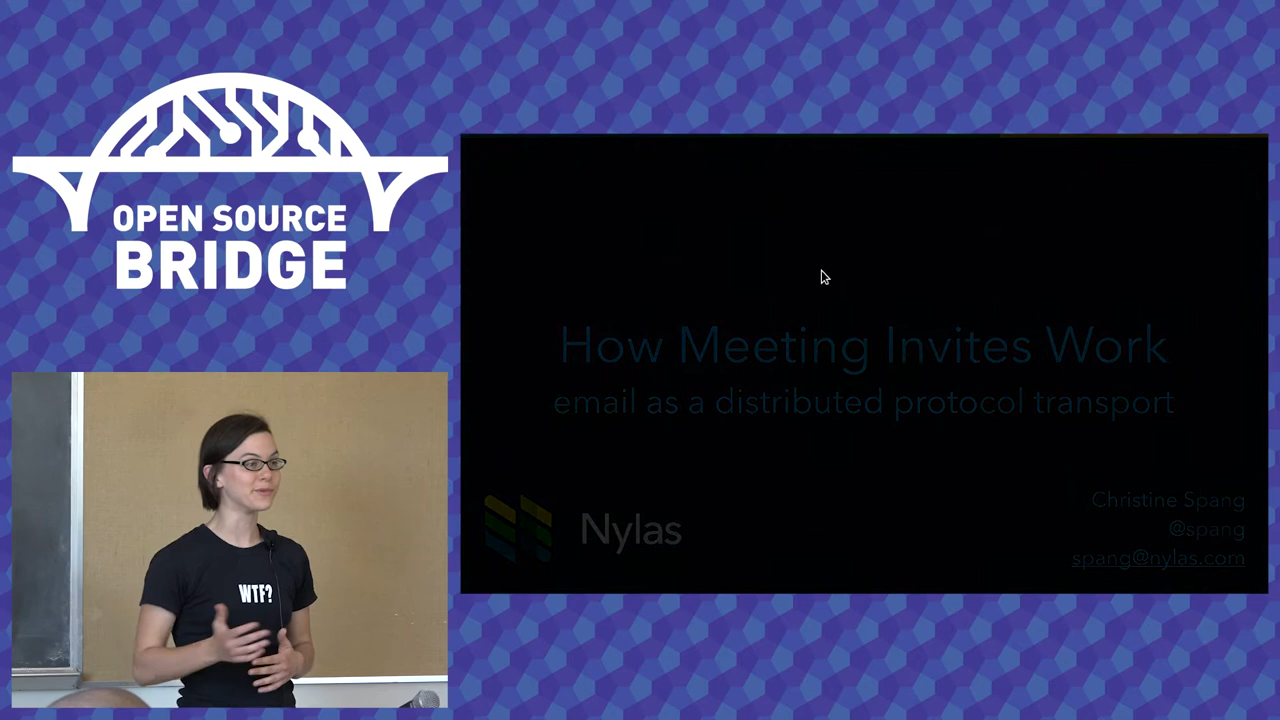 OPEN SOURCE
BRIDGE
How Meeting Invites Work
email as a distributed protocol transport
Nylas
Christine Spang
@spang
spang@nylas.com
WTF?